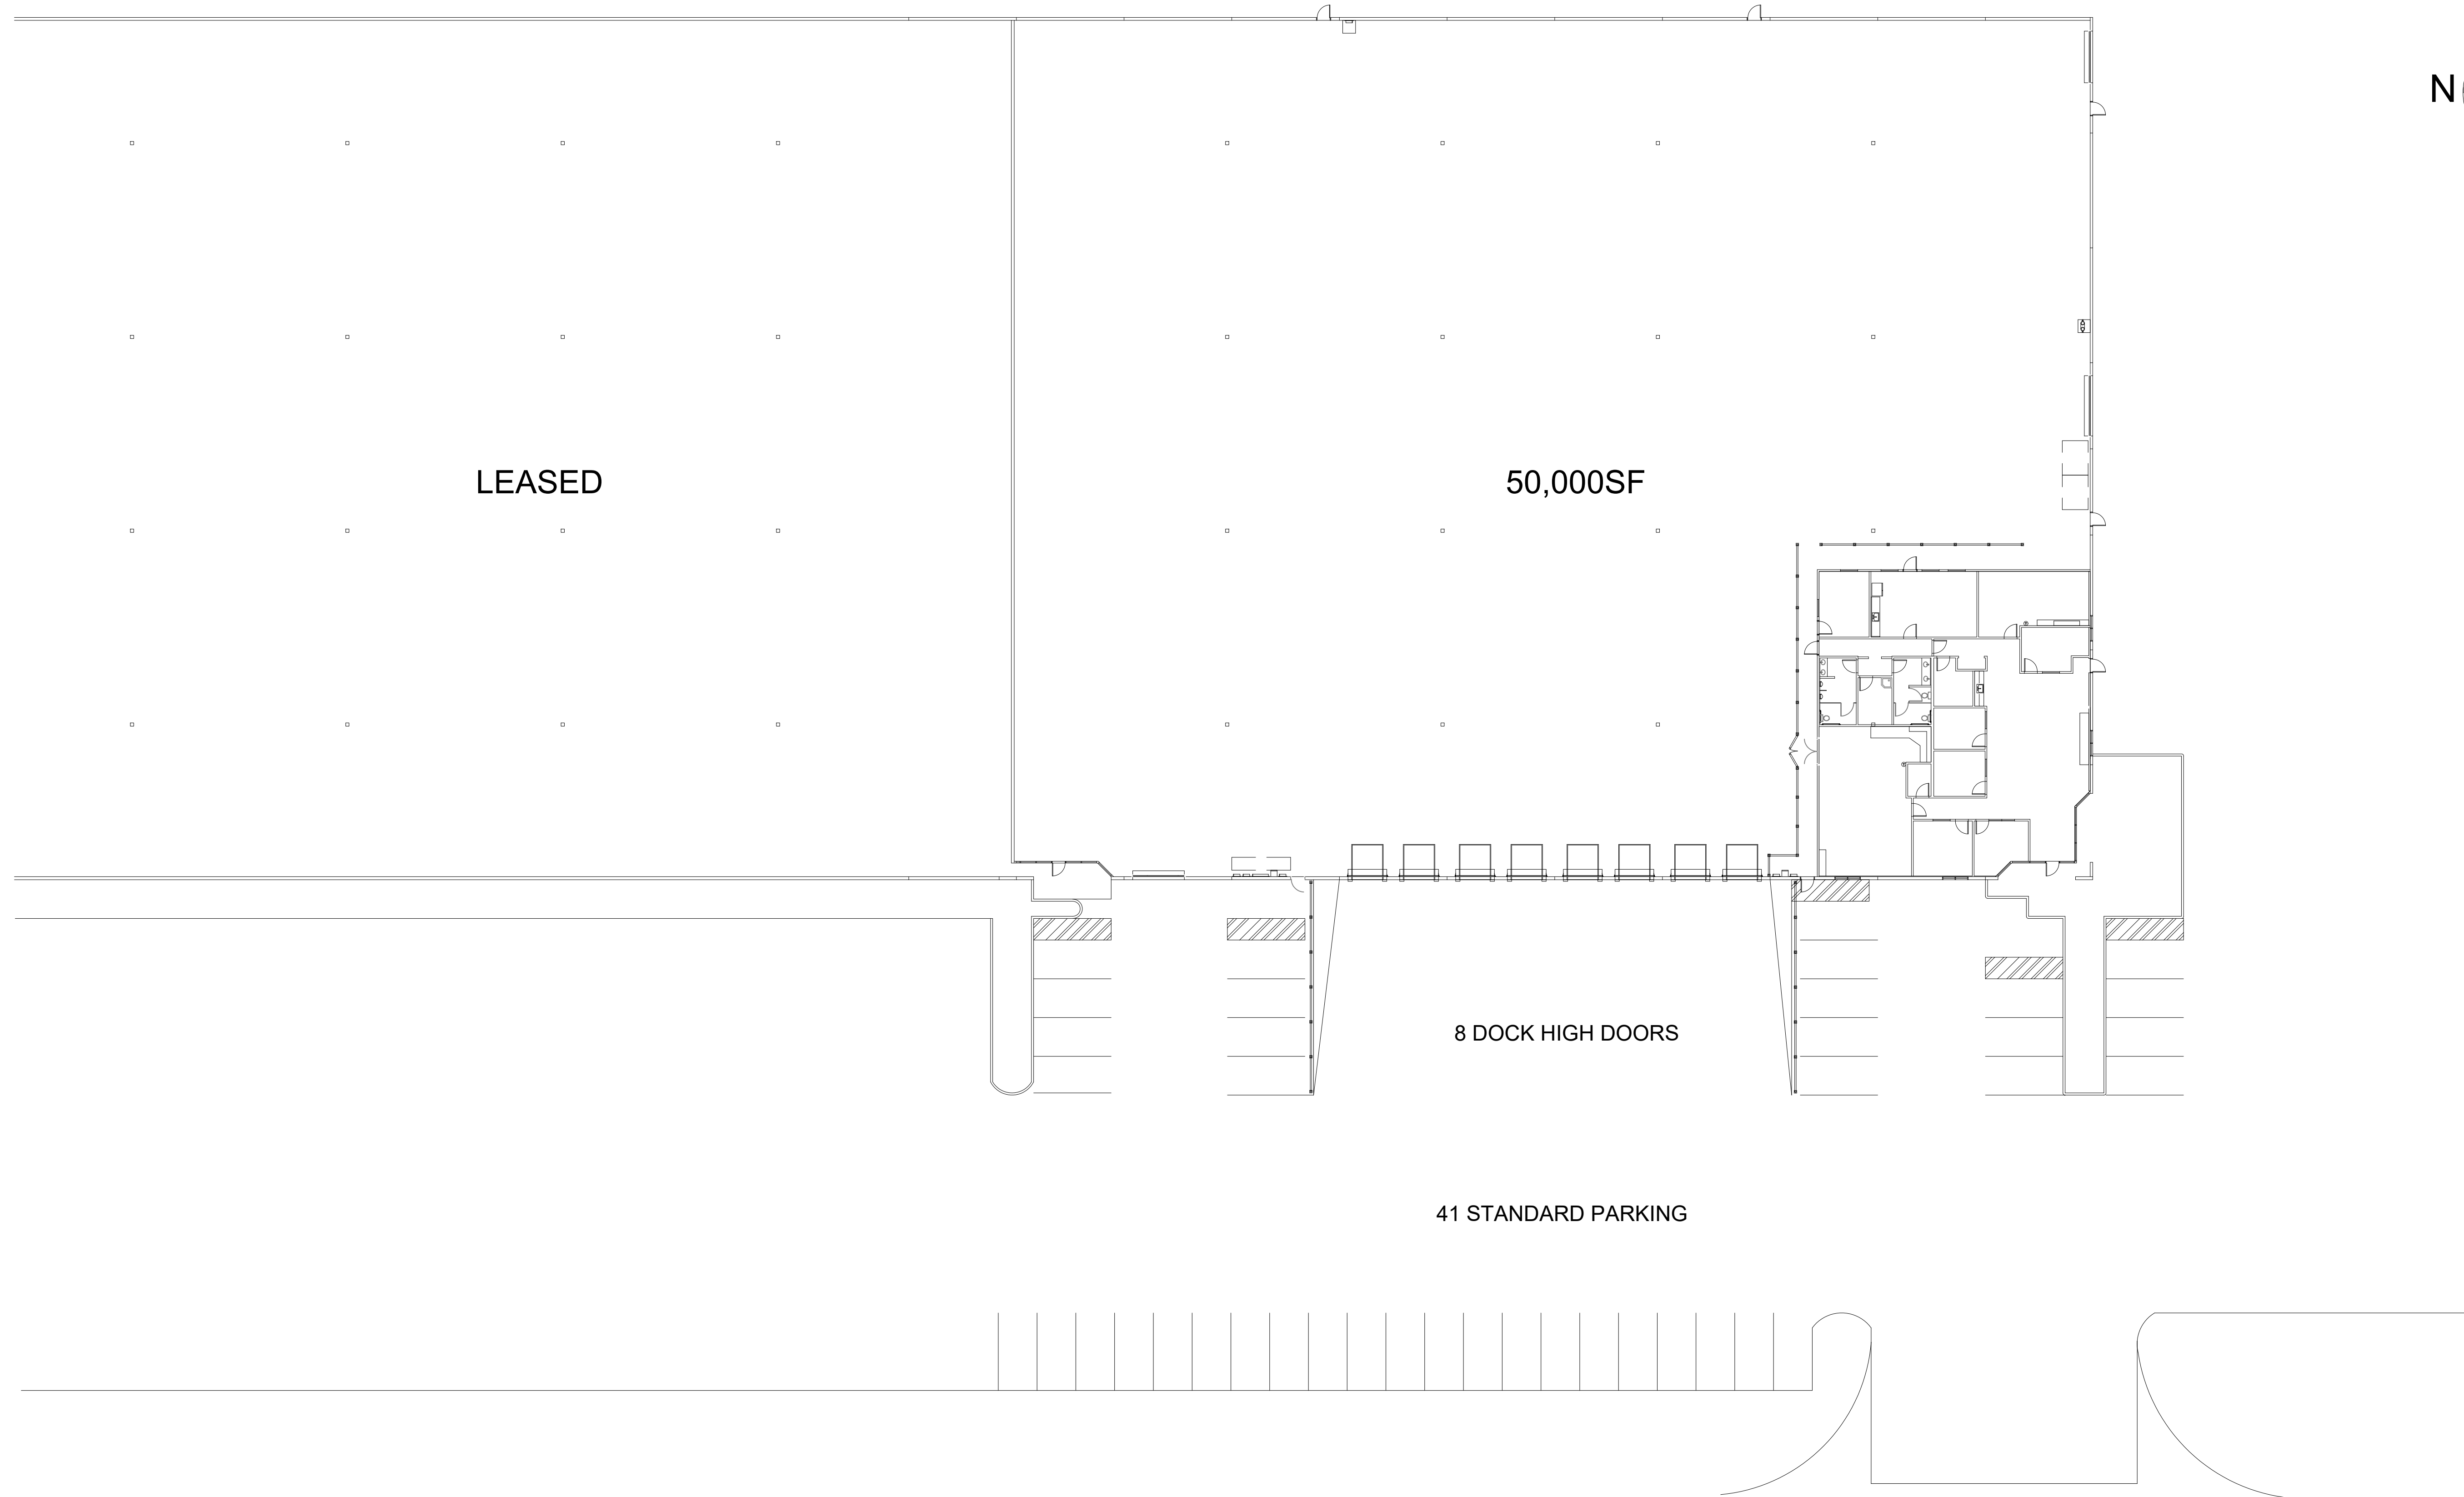 N
LEASED
50,000SF
8 DOCK HIGH DOORS
41 STANDARD PARKING